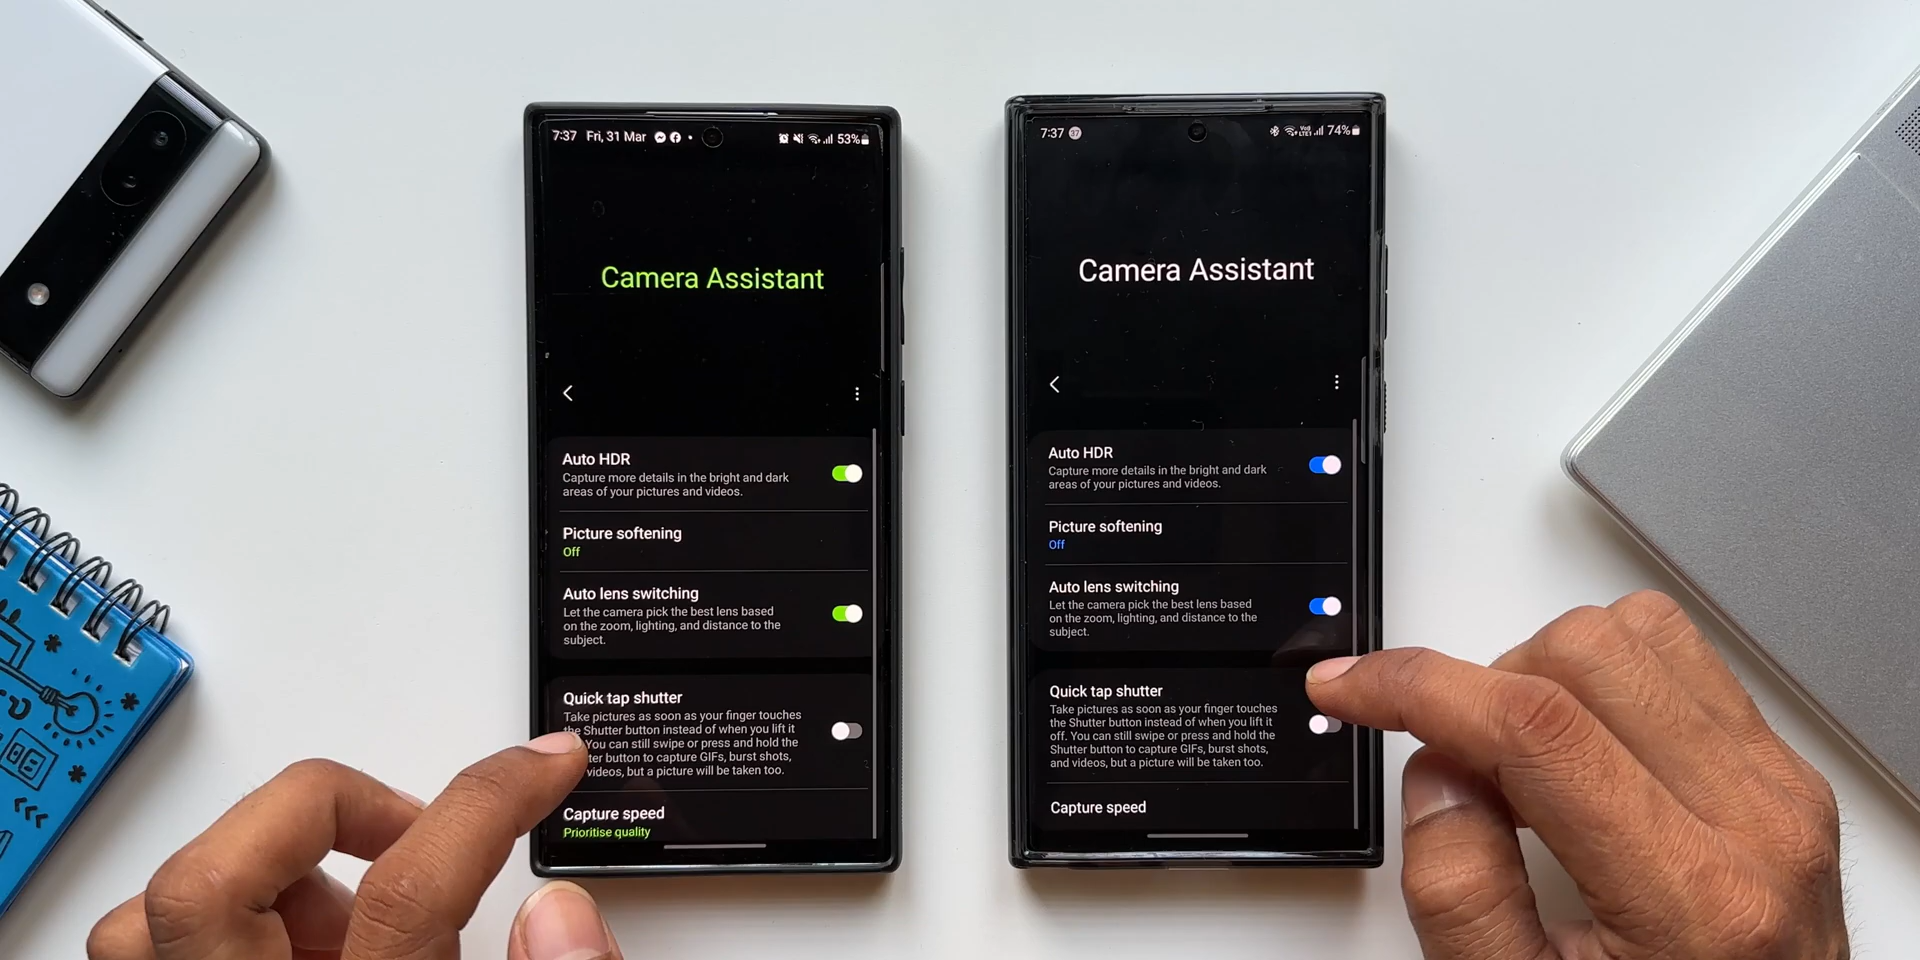 7:37 Fri, 31 Mar
53%
Camera Assistant
Auto HDR
Capture more details in the bright and dark
areas of your pictures and videos.
Picture softening
Off
Auto lens switching
Let the camera pick the best lens based
on the zoom, lighting, and distance to the
subject.
Quick tap shutter
Take pictures as soon as your finger touches
the Shutter button instead of when you lift it
You can still swipe or press and hold the
button to capture GIFs, burst shots,
videos, but a picture will be taken too.
Capture speed
Prioritise quality
7:37 37
74%
Camera Assistant
Auto HDR
Capture more details in the bright and dark
areas of your pictures and videos.
Picture softening
Off
Auto lens switching
Let the camera pick the best lens based
on the zoom, lighting, and distance to the
subject.
Quick tap shutter
Take pictures as soon as your finger touches
the Shutter button instead of when you lift it
off. You can still swipe or press and hold the
Shutter button to capture GIFs, burst shots,
and videos, but a picture will be taken too.
Capture speed